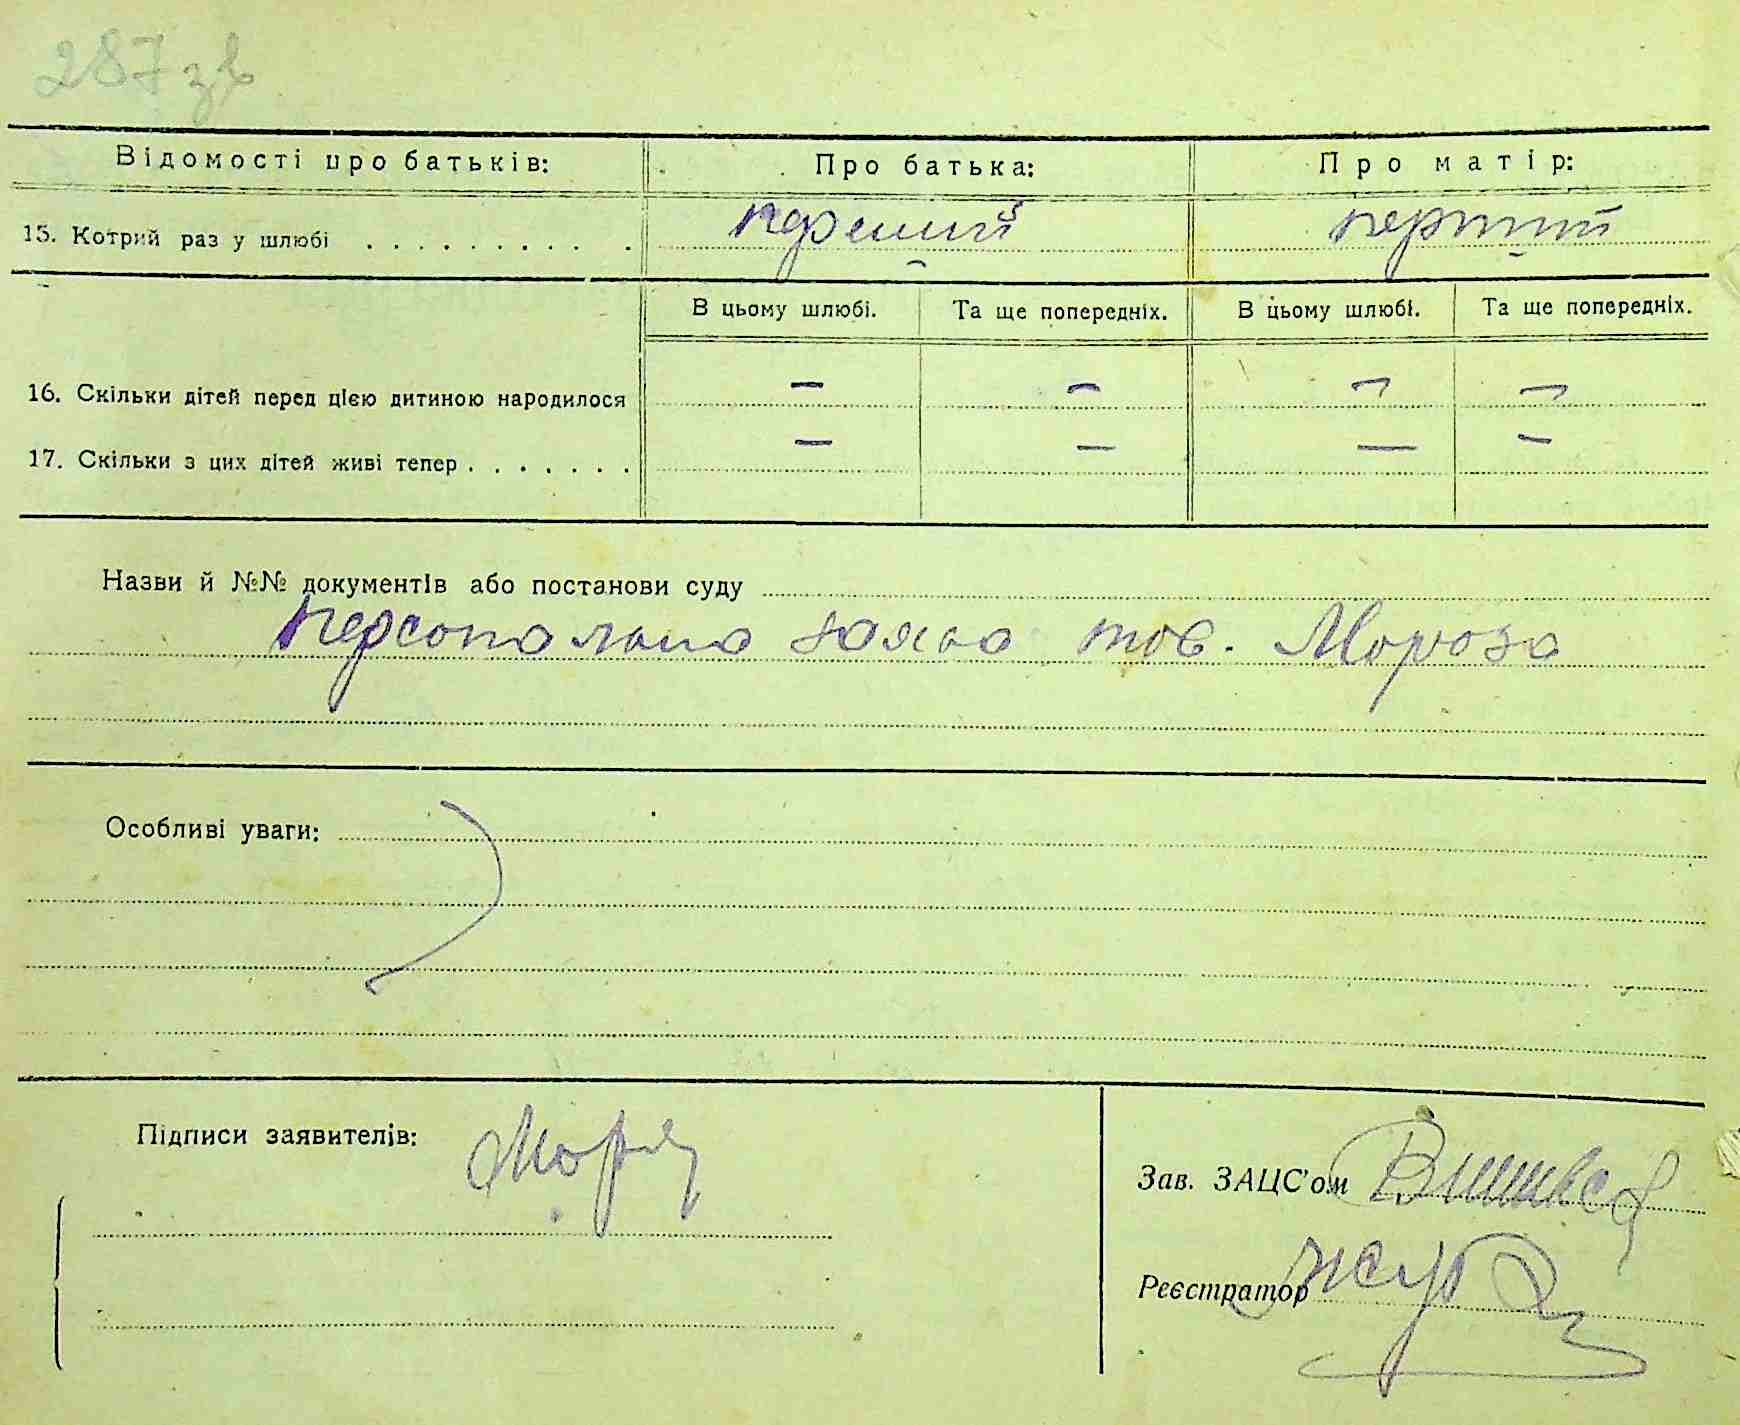 287 зв
Відомості про батьків: Про батька: Про матір:
15. Котрий раз у шлюбі . . . . . . . . . . перший перший
В цьому шлюбі. Та ще попередніх. В цьому шлюбі. Та ще попередніх.
16. Скільки дітей перед цією дитиною народилося — — — —
17. Скільки з цих дітей живі тепер . . . . . . . — — — —
Назви й №№ документів або постанови суду
персональна заява тов. Мороза
Особливі уваги:
Підписи заявителів:
Зав. ЗАЦС'ом
Реєстратор